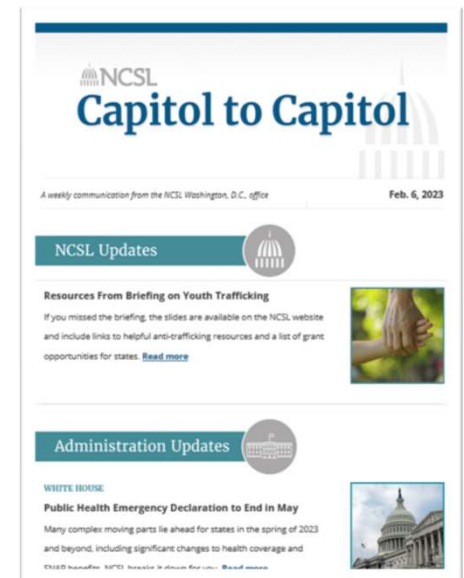 NCSL
Capitol to Capitol
A weekly communication from the NCSL Washington, D.C., office
Feb. 6, 2023
NCSL Updates
Resources From Briefing on Youth Trafficking
If you missed the briefing, the slides are available on the NCSL website
and include links to helpful anti-trafficking resources and a list of grant
opportunities for states. Read more
Administration Updates
WHITE HOUSE
Public Health Emergency Declaration to End in May
Many complex moving parts lie ahead for states in the spring of 2023
and beyond, including significant changes to health coverage and
SNAP benefits. NCSL breaks it down for you. Read more